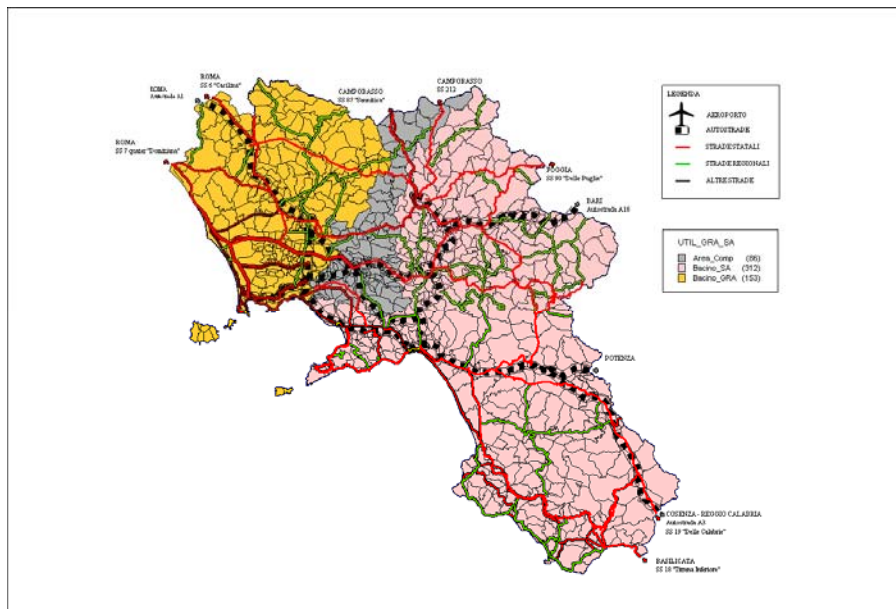 ROMA
SS 6 "Casilina"
ROMA
Autostrada A1
CAMPOBASSO
SS 87 "Sannitica"
CAMPOBASSO
SS 212
ROMA
SS 7 quater "Domitiana"
FOGGIA
SS 90 "Delle Puglie"
BARI
Autostrada A16
POTENZA
COSENZA - REGGIO CALABRIA
Autostrada A3
SS 19 "Delle Calabrie"
BASILICATA
SS 18 "Tirrena Inferiore"
LEGENDA
AEROPORTO
AUTOSTRADE
STRADE STATALI
STRADE REGIONALI
ALTRE STRADE
UTIL_GRA_SA
Area_Comp (86)
Bacino_SA (312)
Bacino_GRA (153)